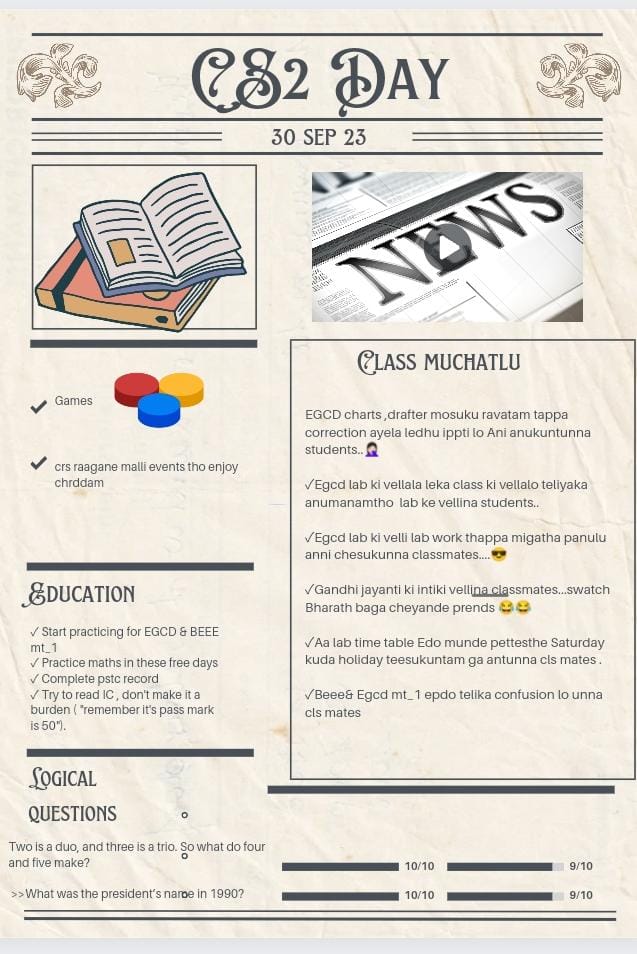 CS2 DAY
30 SEP 23
NEWS
Games
crs raagane malli events tho enjoy
chrddam
EDUCATION
✓ Start practicing for EGCD & BEEE
mt_1
✓ Practice maths in these free days
✓ Complete pstc record
✓ Try to read IC , don't make it a
burden ( "remember it's pass mark
is 50").
LOGICAL
QUESTIONS
Two is a duo, and three is a trio. So what do four
and five make?
>>What was the president's name in 1990?
CLASS MUCHATLU
EGCD charts ,drafter mosuku ravatam tappa
correction ayela ledhu ippti lo Ani anukuntunna
students..🤦🏻‍♀️
✓Egcd lab ki vellala leka class ki vellalo teliyaka
anumanamtho lab ke vellina students..
✓Egcd lab ki velli lab work thappa migatha panulu
anni chesukunna classmates....😎
✓Gandhi jayanti ki intiki vellina classmates...swatch
Bharath baga cheyande prends 😂😂
✓Aa lab time table Edo munde pettesthe Saturday
kuda holiday teesukuntam ga antunna cls mates .
✓Beee& Egcd mt_1 epdo telika confusion lo unna
cls mates
10/10 9/10
10/10 9/10